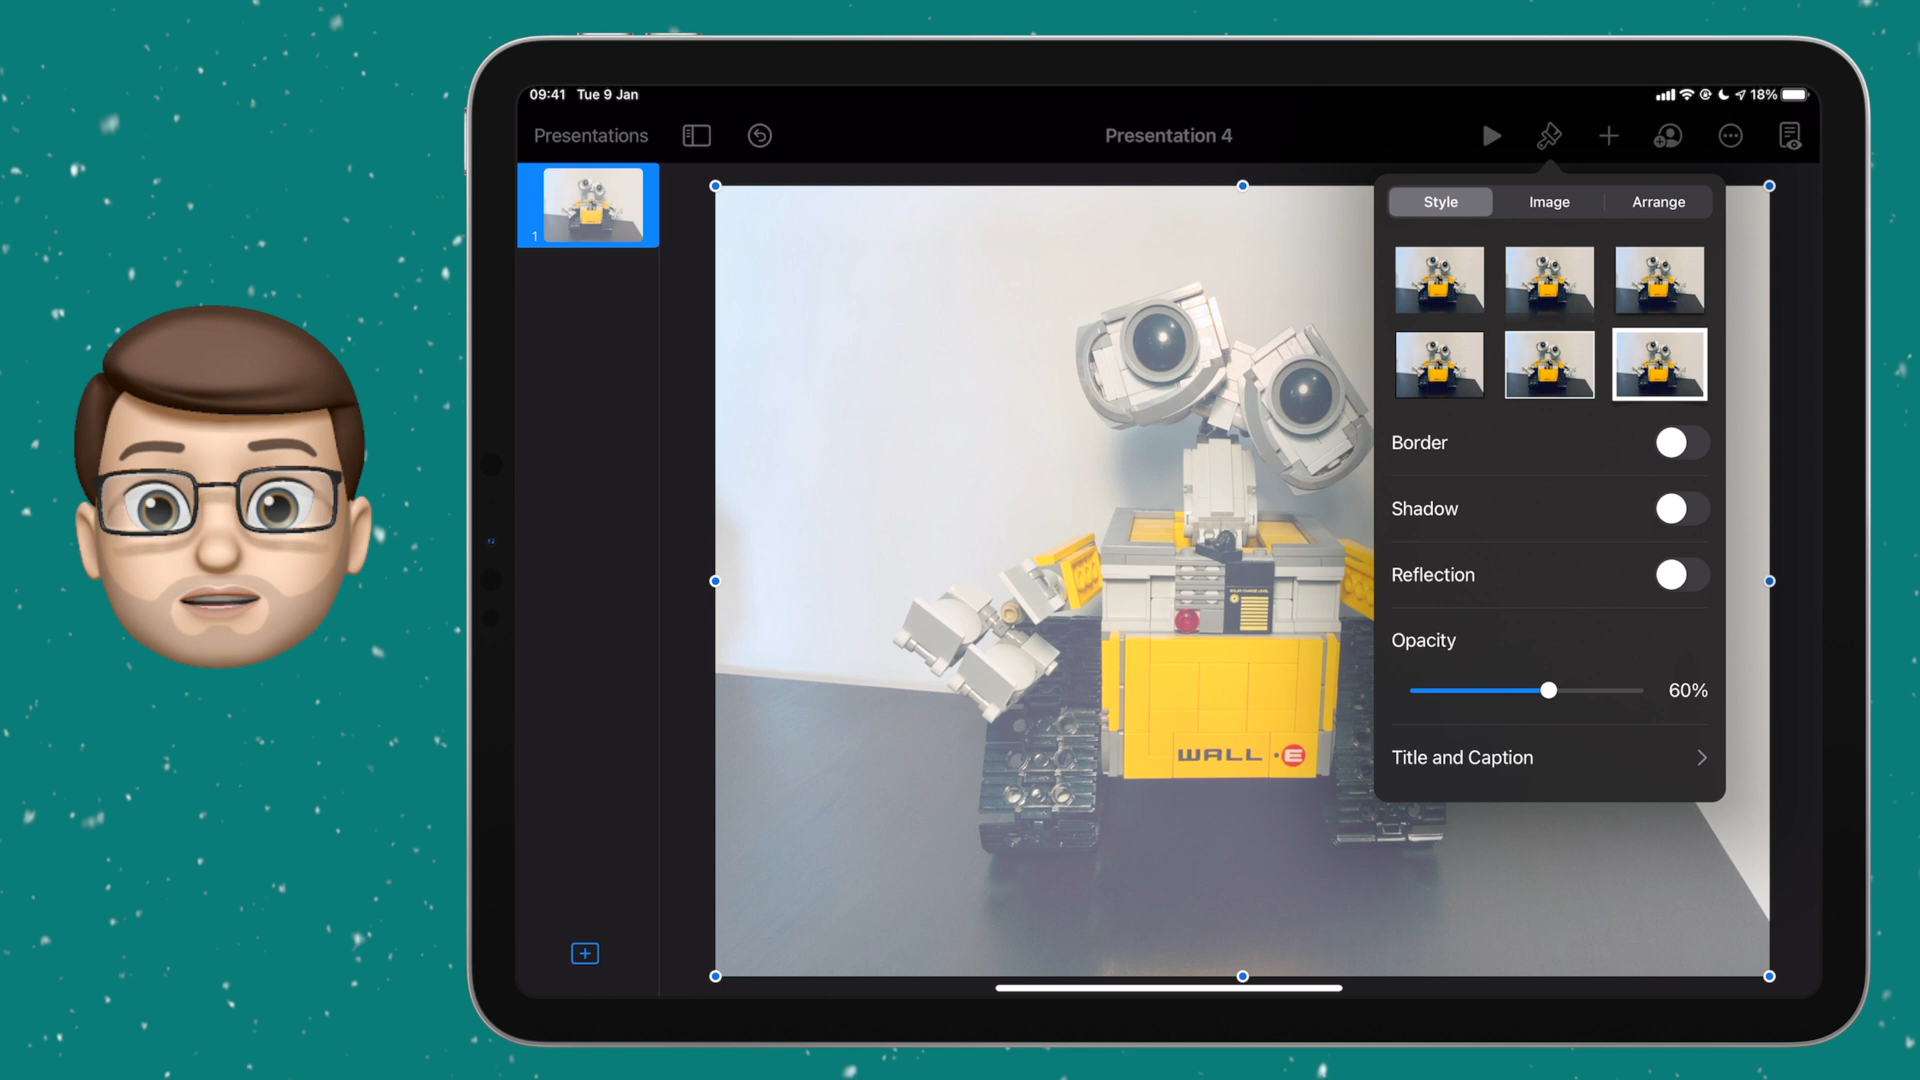 09:41 Tue 9 Jan
18%
Presentations
Presentation 4
1
Style Image Arrange
Border
Shadow
Reflection
Opacity
60%
Title and Caption
WALL·E